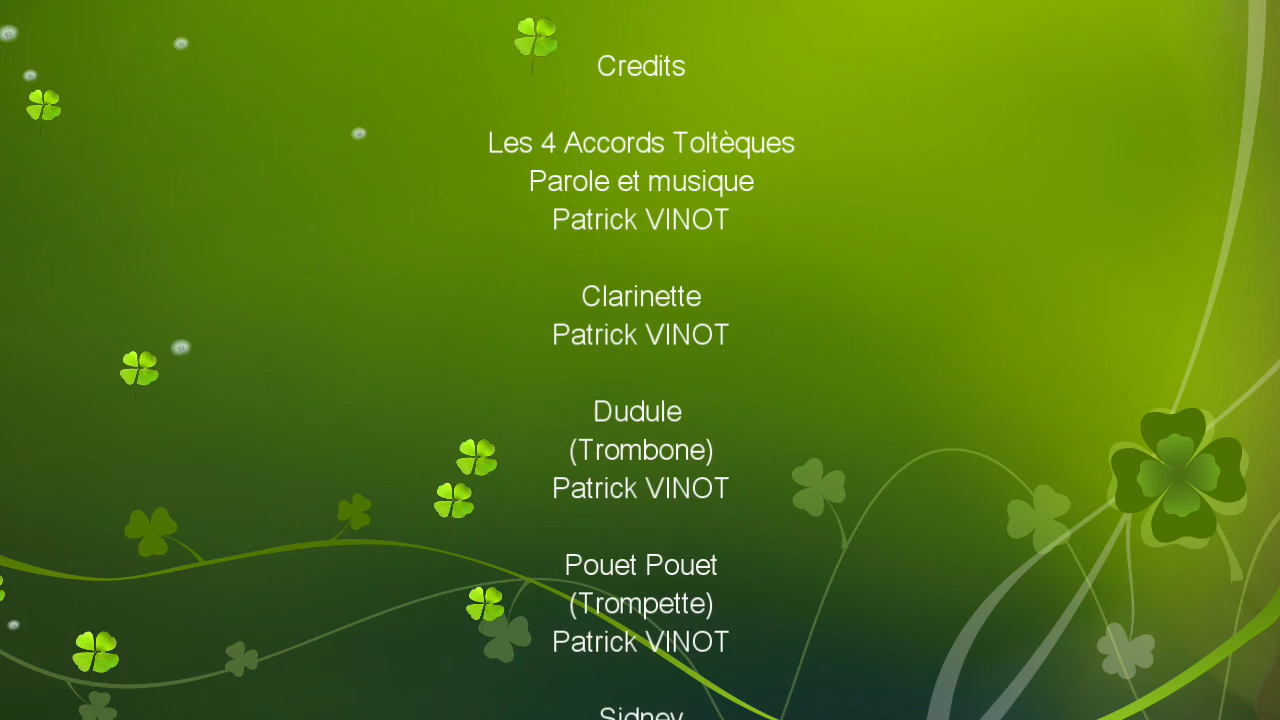 Credits
Les 4 Accords Toltèques
Parole et musique
Patrick VINOT
Clarinette
Patrick VINOT
Dudule
(Trombone)
Patrick VINOT
Pouet Pouet
(Trompette)
Patrick VINOT
Sidney